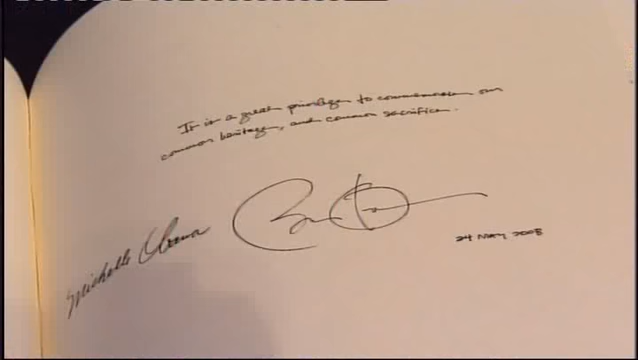 It is a great privilege to commemorate our
common heritage, and common sacrifice.
Michelle Obama
24 MAY 2008